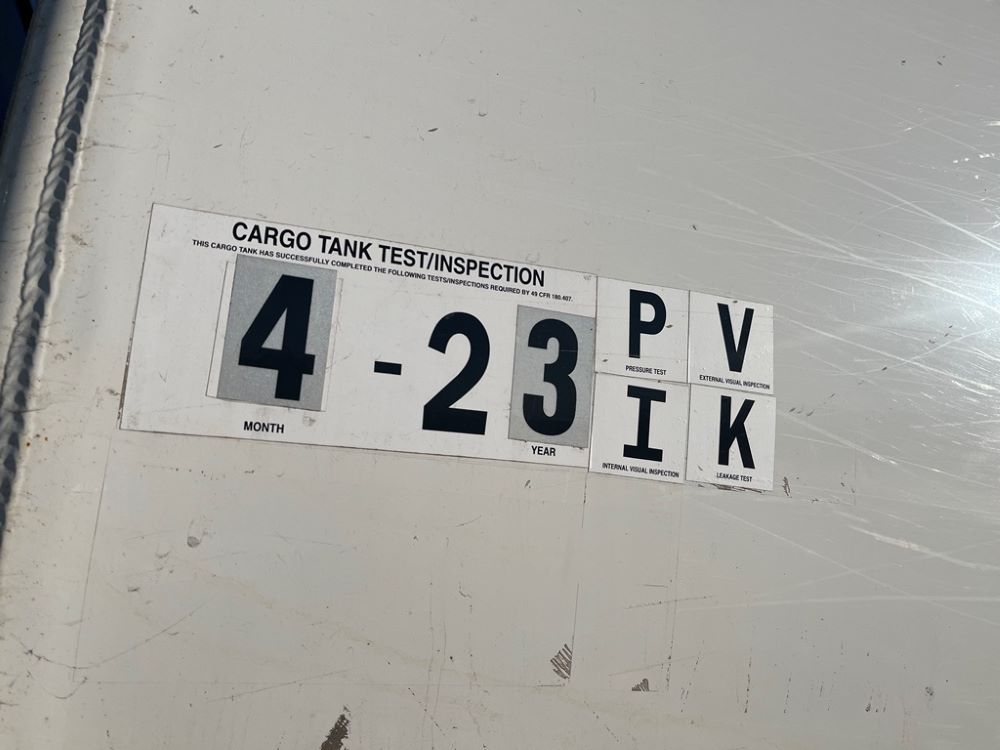 CARGO TANK TEST/INSPECTION
THIS CARGO TANK HAS SUCCESSFULLY COMPLETED THE FOLLOWING TESTS/INSPECTIONS REQUIRED BY 49 CFR 180.407.
4 - 23
MONTH
YEAR
P
PRESSURE TEST
V
EXTERNAL VISUAL INSPECTION
I
INTERNAL VISUAL INSPECTION
K
LEAKAGE TEST